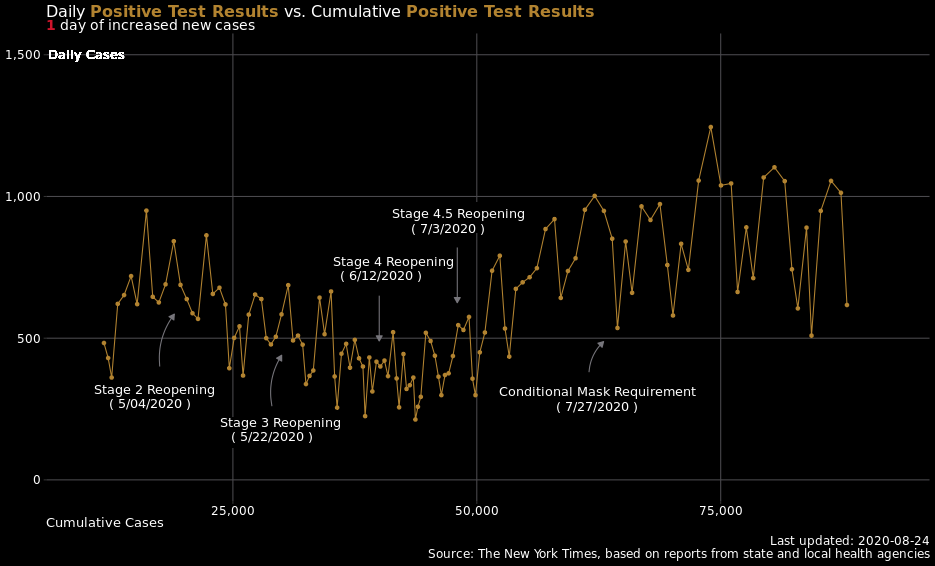 Daily Positive Test Results vs. Cumulative Positive Test Results
1 day of increased new cases
1,500
Daily Cases
1,000
Stage 4.5 Reopening
( 7/3/2020 )
Stage 4 Reopening
( 6/12/2020 )
500
Stage 2 Reopening
( 5/04/2020 )
Conditional Mask Requirement
( 7/27/2020 )
Stage 3 Reopening
( 5/22/2020 )
0
25,000
50,000
75,000
Cumulative Cases
Last updated: 2020-08-24
Source: The New York Times, based on reports from state and local health agencies